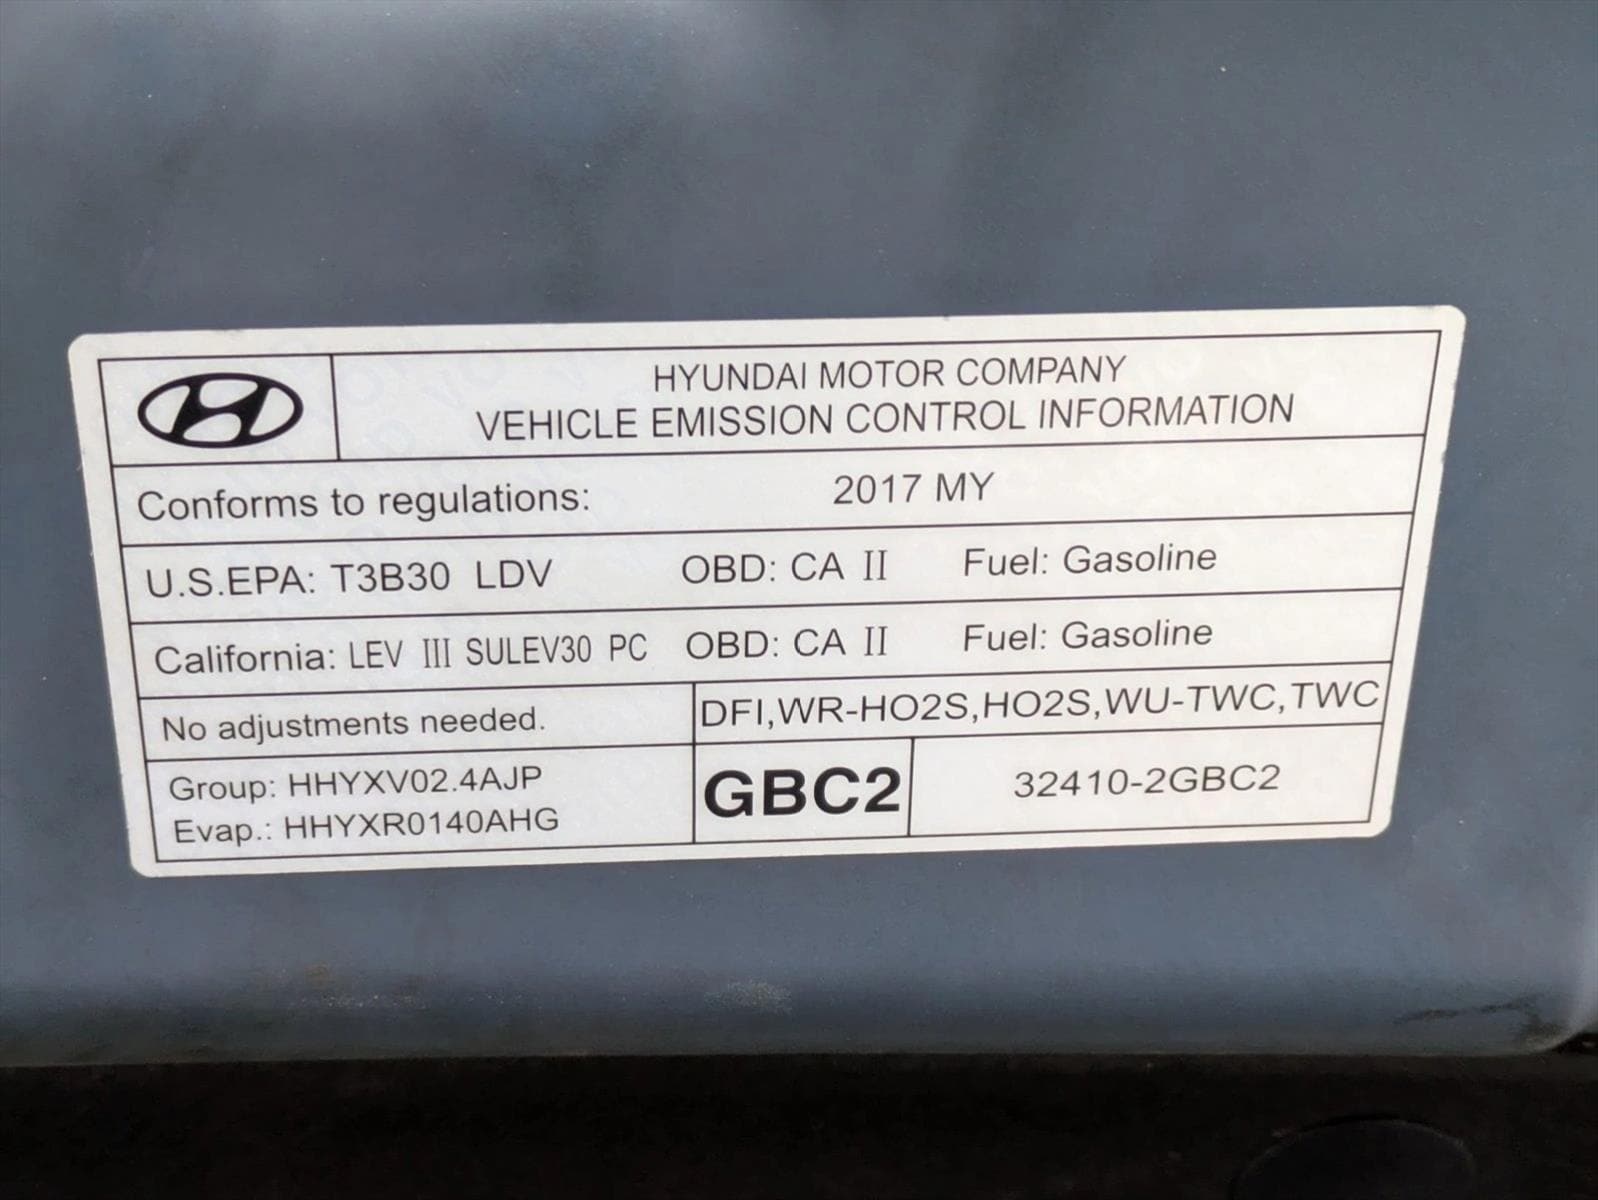 HYUNDAI MOTOR COMPANY
VEHICLE EMISSION CONTROL INFORMATION
Conforms to regulations: 2017 MY
U.S.EPA: T3B30 LDV OBD: CA II Fuel: Gasoline
California: LEV III SULEV30 PC OBD: CA II Fuel: Gasoline
No adjustments needed.
DFI,WR-HO2S,HO2S,WU-TWC,TWC
Group: HHYXV02.4AJP
Evap.: HHYXR0140AHG
GBC2
32410-2GBC2